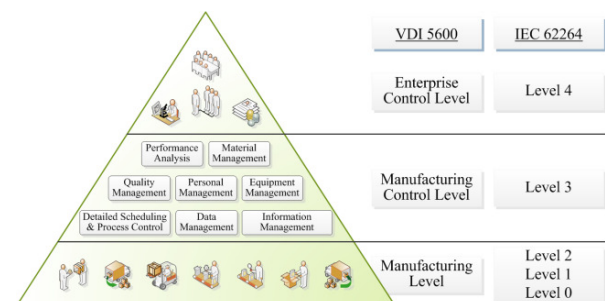 VDI 5600
IEC 62264
Enterprise
Control Level
Level 4
Performance
Analysis
Material
Management
Quality
Management
Personal
Management
Equipment
Management
Detailed Scheduling
& Process Control
Data
Management
Information
Management
Manufacturing
Control Level
Level 3
Manufacturing
Level
Level 2
Level 1
Level 0